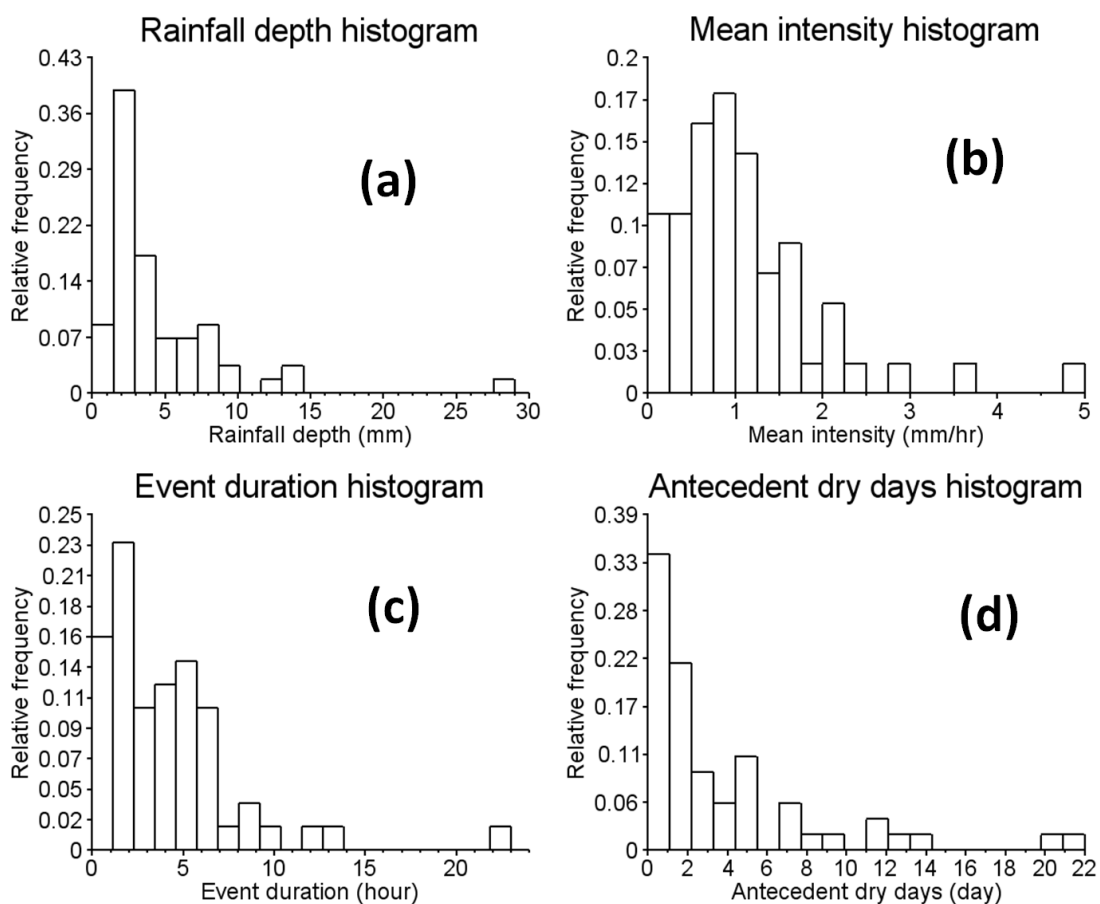 Rainfall depth histogram
0.43
0.36
0.29
0.22
0.14
0.07
0
Relative frequency
(a)
0 5 10 15 20 25 30
Rainfall depth (mm)
Mean intensity histogram
0.2
0.17
0.15
0.12
0.1
0.07
0.05
0.03
0
Relative frequency
(b)
0 1 2 3 4 5
Mean intensity (mm/hr)
Event duration histogram
0.25
0.23
0.21
0.18
0.16
0.14
0.11
0.09
0.07
0.05
0.02
0
Relative frequency
(c)
0 5 10 15 20
Event duration (hour)
Antecedent dry days histogram
0.39
0.33
0.28
0.22
0.17
0.11
0.06
0
Relative frequency
(d)
0 2 4 6 8 10 12 14 16 18 20 22
Antecedent dry days (day)